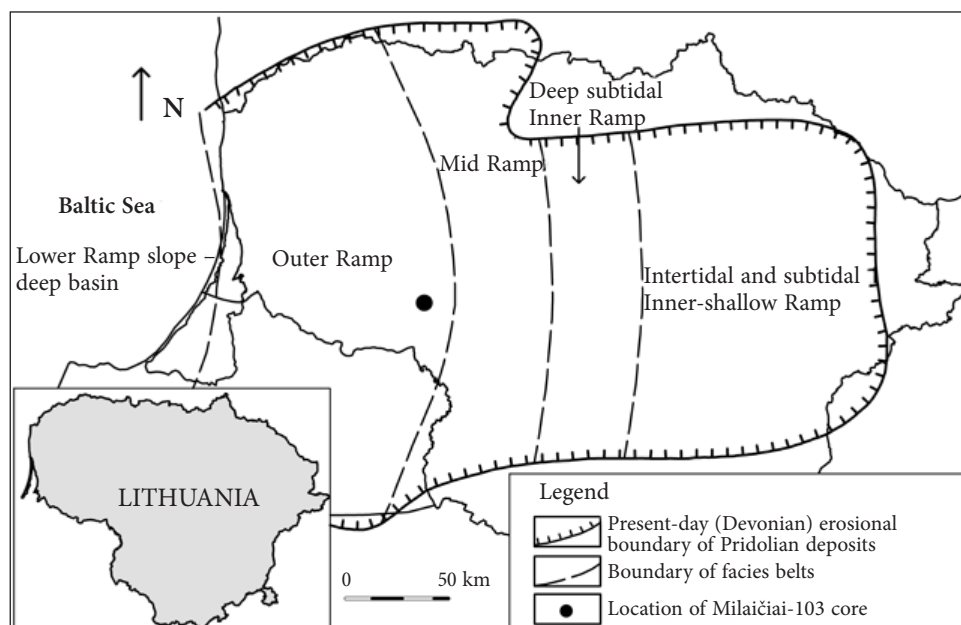 N
Deep subtidal
Inner Ramp
Mid Ramp
Baltic Sea
Lower Ramp slope –
deep basin
Outer Ramp
Intertidal and subtidal
Inner-shallow Ramp
LITHUANIA
0 50 km
Legend
Present-day (Devonian) erosional
boundary of Pridolian deposits
Boundary of facies belts
Location of Milaičiai-103 core